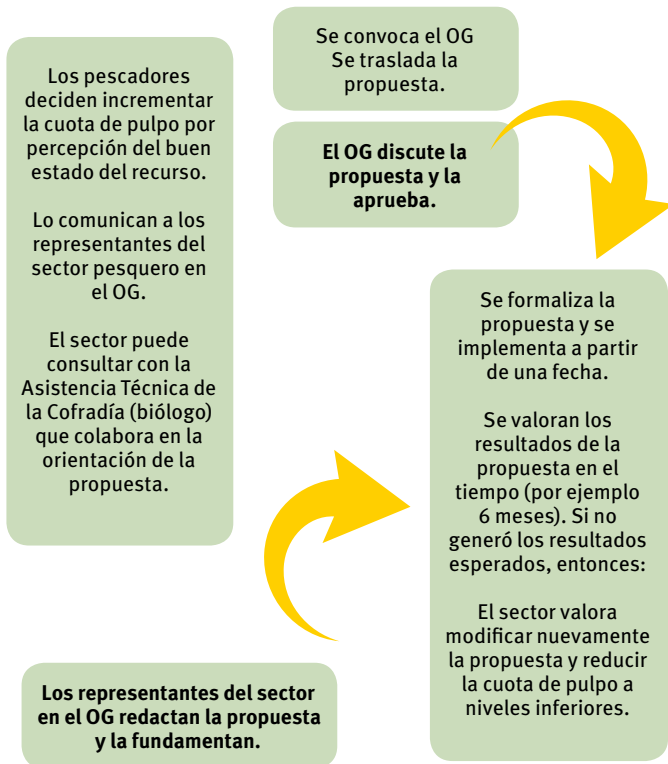 Los pescadores
deciden incrementar
la cuota de pulpo por
percepción del buen
estado del recurso.
Lo comunican a los
representantes del
sector pesquero en
el OG.
El sector puede
consultar con la
Asistencia Técnica de
la Cofradía (biólogo)
que colabora en la
orientación de la
propuesta.
Los representantes del sector
en el OG redactan la propuesta
y la fundamentan.
Se convoca el OG
Se traslada la
propuesta.
El OG discute la
propuesta y la
aprueba.
Se formaliza la
propuesta y se
implementa a partir
de una fecha.
Se valoran los
resultados de la
propuesta en el
tiempo (por ejemplo
6 meses). Si no
generó los resultados
esperados, entonces:
El sector valora
modificar nuevamente
la propuesta y reducir
la cuota de pulpo a
niveles inferiores.